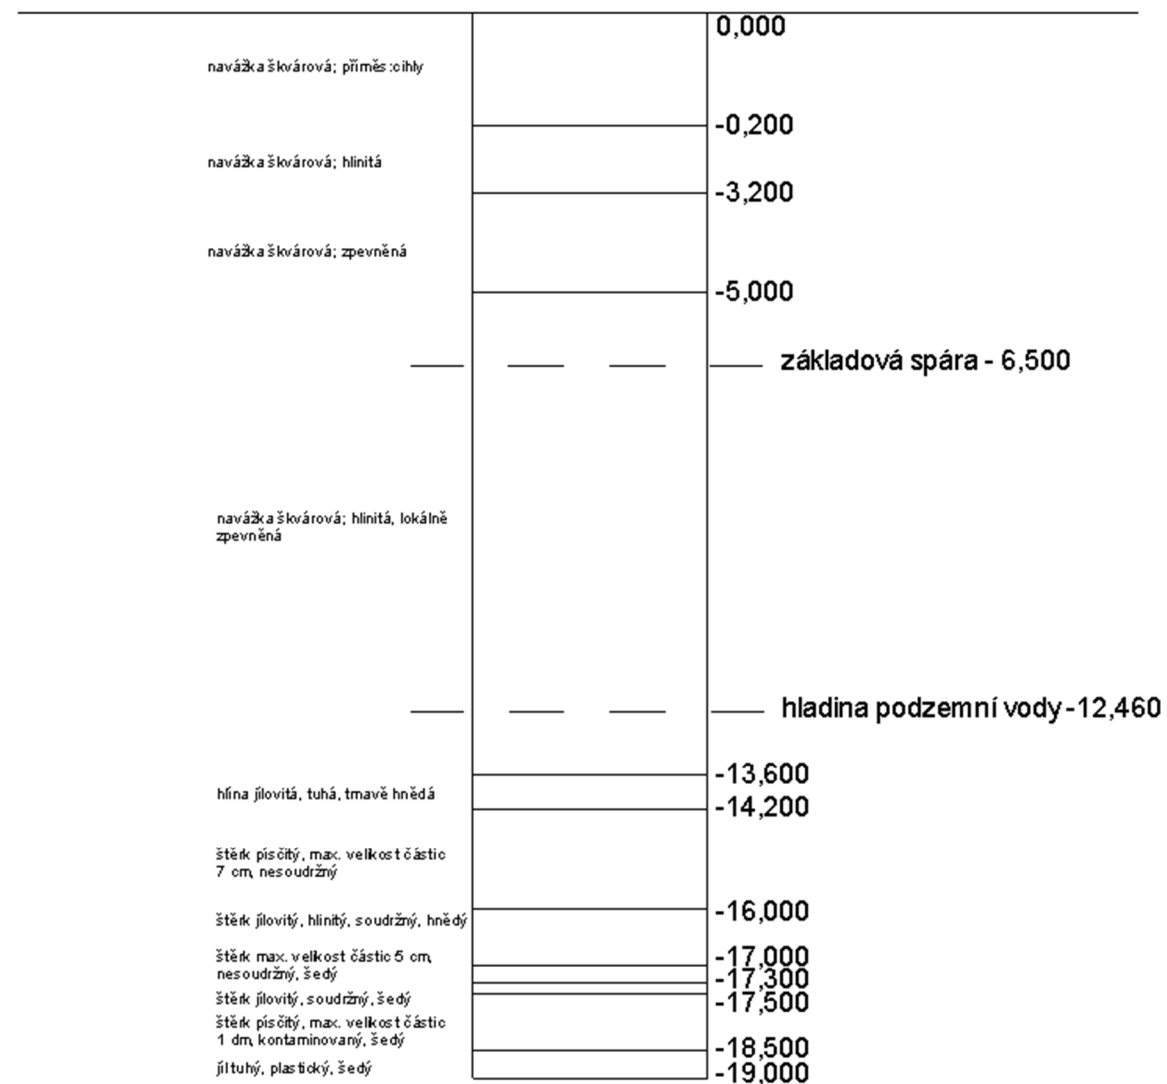 0,000
navážka škvárová; příměs:cihly
-0,200
navážka škvárová; hlinitá
-3,200
navážka škvárová; zpevněná
-5,000
základová spára - 6,500
navážka škvárová; hlinitá, lokálně
zpevněná
hladina podzemní vody -12,460
-13,600
hlína jílovitá, tuhá, tmavě hnědá
-14,200
štěrk písčitý, max. velikost částic
7 cm, nesoudržný
-16,000
štěrk jílovitý, hlinitý, soudržný, hnědý
štěrk max. velikost částic 5 cm,
nesoudržný, šedý
-17,000
-17,300
štěrk jílovitý, soudržný, šedý
-17,500
štěrk písčitý, max. velikost částic
1 dm, kontaminovaný, šedý
-18,500
jíl tuhý, plastický, šedý
-19,000